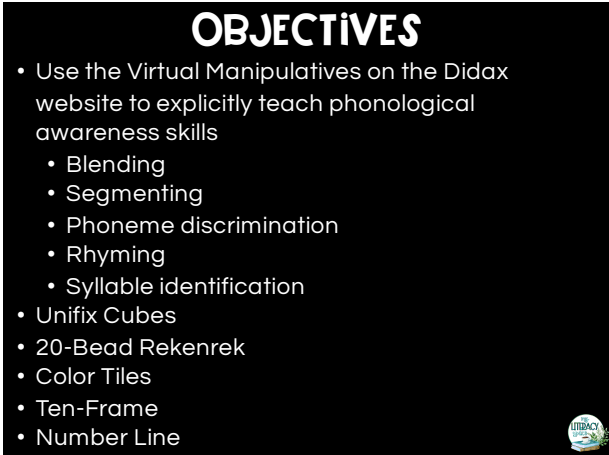 OBJECTIVES
• Use the Virtual Manipulatives on the Didax
website to explicitly teach phonological
awareness skills
• Blending
• Segmenting
• Phoneme discrimination
• Rhyming
• Syllable identification
• Unifix Cubes
• 20-Bead Rekenrek
• Color Tiles
• Ten-Frame
• Number Line
LITERACY